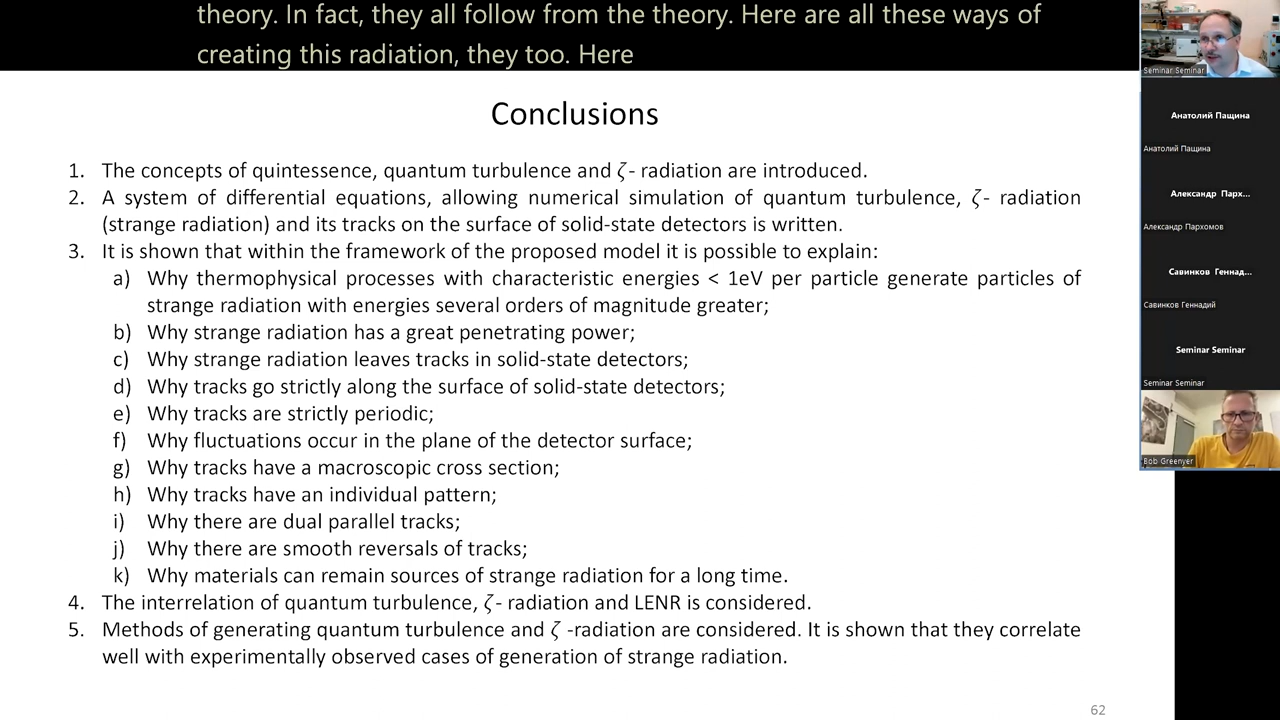 theory. In fact, they all follow from the theory. Here are all these ways of
creating this radiation, they too. Here
Conclusions
1. The concepts of quintessence, quantum turbulence and ζ - radiation are introduced.
2. A system of differential equations, allowing numerical simulation of quantum turbulence, ζ - radiation
(strange radiation) and its tracks on the surface of solid-state detectors is written.
3. It is shown that within the framework of the proposed model it is possible to explain:
a) Why thermophysical processes with characteristic energies < 1eV per particle generate particles of
strange radiation with energies several orders of magnitude greater;
b) Why strange radiation has a great penetrating power;
c) Why strange radiation leaves tracks in solid-state detectors;
d) Why tracks go strictly along the surface of solid-state detectors;
e) Why tracks are strictly periodic;
f) Why fluctuations occur in the plane of the detector surface;
g) Why tracks have a macroscopic cross section;
h) Why tracks have an individual pattern;
i) Why there are dual parallel tracks;
j) Why there are smooth reversals of tracks;
k) Why materials can remain sources of strange radiation for a long time.
4. The interrelation of quantum turbulence, ζ - radiation and LENR is considered.
5. Methods of generating quantum turbulence and ζ -radiation are considered. It is shown that they correlate
well with experimentally observed cases of generation of strange radiation.
62
Seminar Seminar
Анатолий Пащина
Анатолий Пащина
Александр Парх...
Александр Пархомов
Савинков Геннад...
Савинков Геннадий
Seminar Seminar
Seminar Seminar
Bob Greenyer